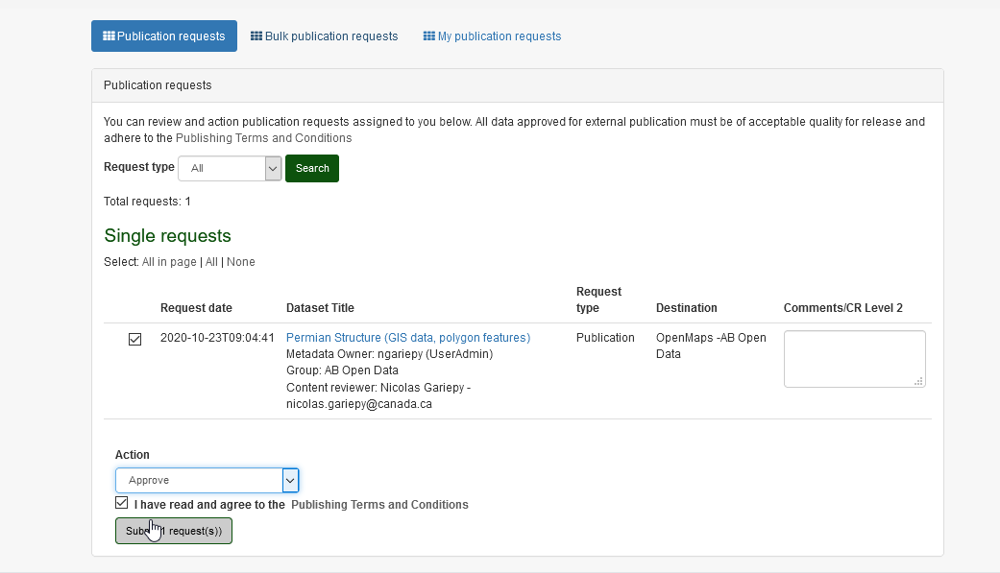 Publication requests Bulk publication requests My publication requests
Publication requests
You can review and action publication requests assigned to you below. All data approved for external publication must be of acceptable quality for release and
adhere to the Publishing Terms and Conditions
Request type All Search
Total requests: 1
Single requests
Select: All in page | All | None
Request date Dataset Title Request type Destination Comments/CR Level 2
2020-10-23T09:04:41 Permian Structure (GIS data, polygon features) Publication OpenMaps -AB Open
Metadata Owner: ngariepy (UserAdmin) Data
Group: AB Open Data
Content reviewer: Nicolas Gariepy -
nicolas.gariepy@canada.ca
Action
Approve
I have read and agree to the Publishing Terms and Conditions
1 request(s))